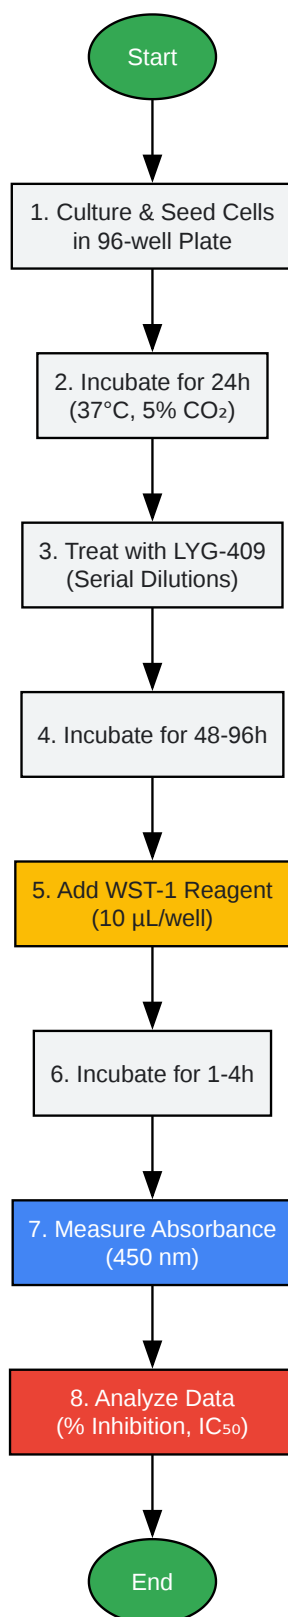 Start
1. Culture & Seed Cells
in 96-well Plate
2. Incubate for 24h
(37°C, 5% CO₂)
3. Treat with LYG-409
(Serial Dilutions)
4. Incubate for 48-96h
5. Add WST-1 Reagent
(10 µL/well)
6. Incubate for 1-4h
7. Measure Absorbance
(450 nm)
8. Analyze Data
(% Inhibition, IC₅₀)
End